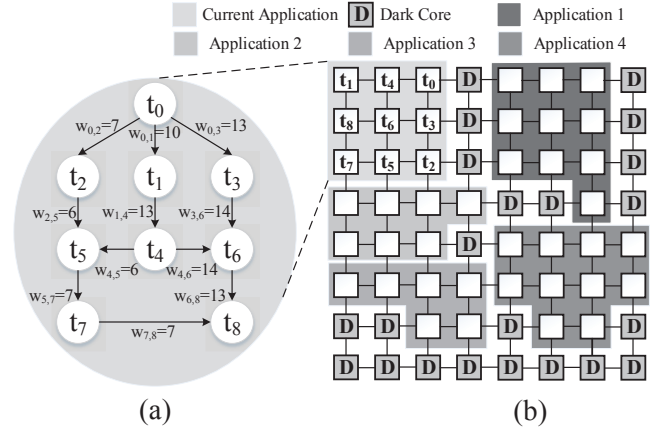 Current Application D Dark Core Application 1
Application 2 Application 3 Application 4
t₀
w₀,₂=7 w₀,₁=10 w₀,₃=13
t₂ t₁ t₃
w₂,₅=6 w₁,₄=13 w₃,₆=14
t₅ t₄ t₆
w₄,₅=6 w₄,₆=14
w₅,₇=7 w₆,₈=13
t₇ t₈
w₇,₈=7
(a)
t₁ t₄ t₀ D D
t₈ t₆ t₃ D D
t₇ t₅ t₂ D D
D D D
D
D D D D
D D D D D D D D
(b)